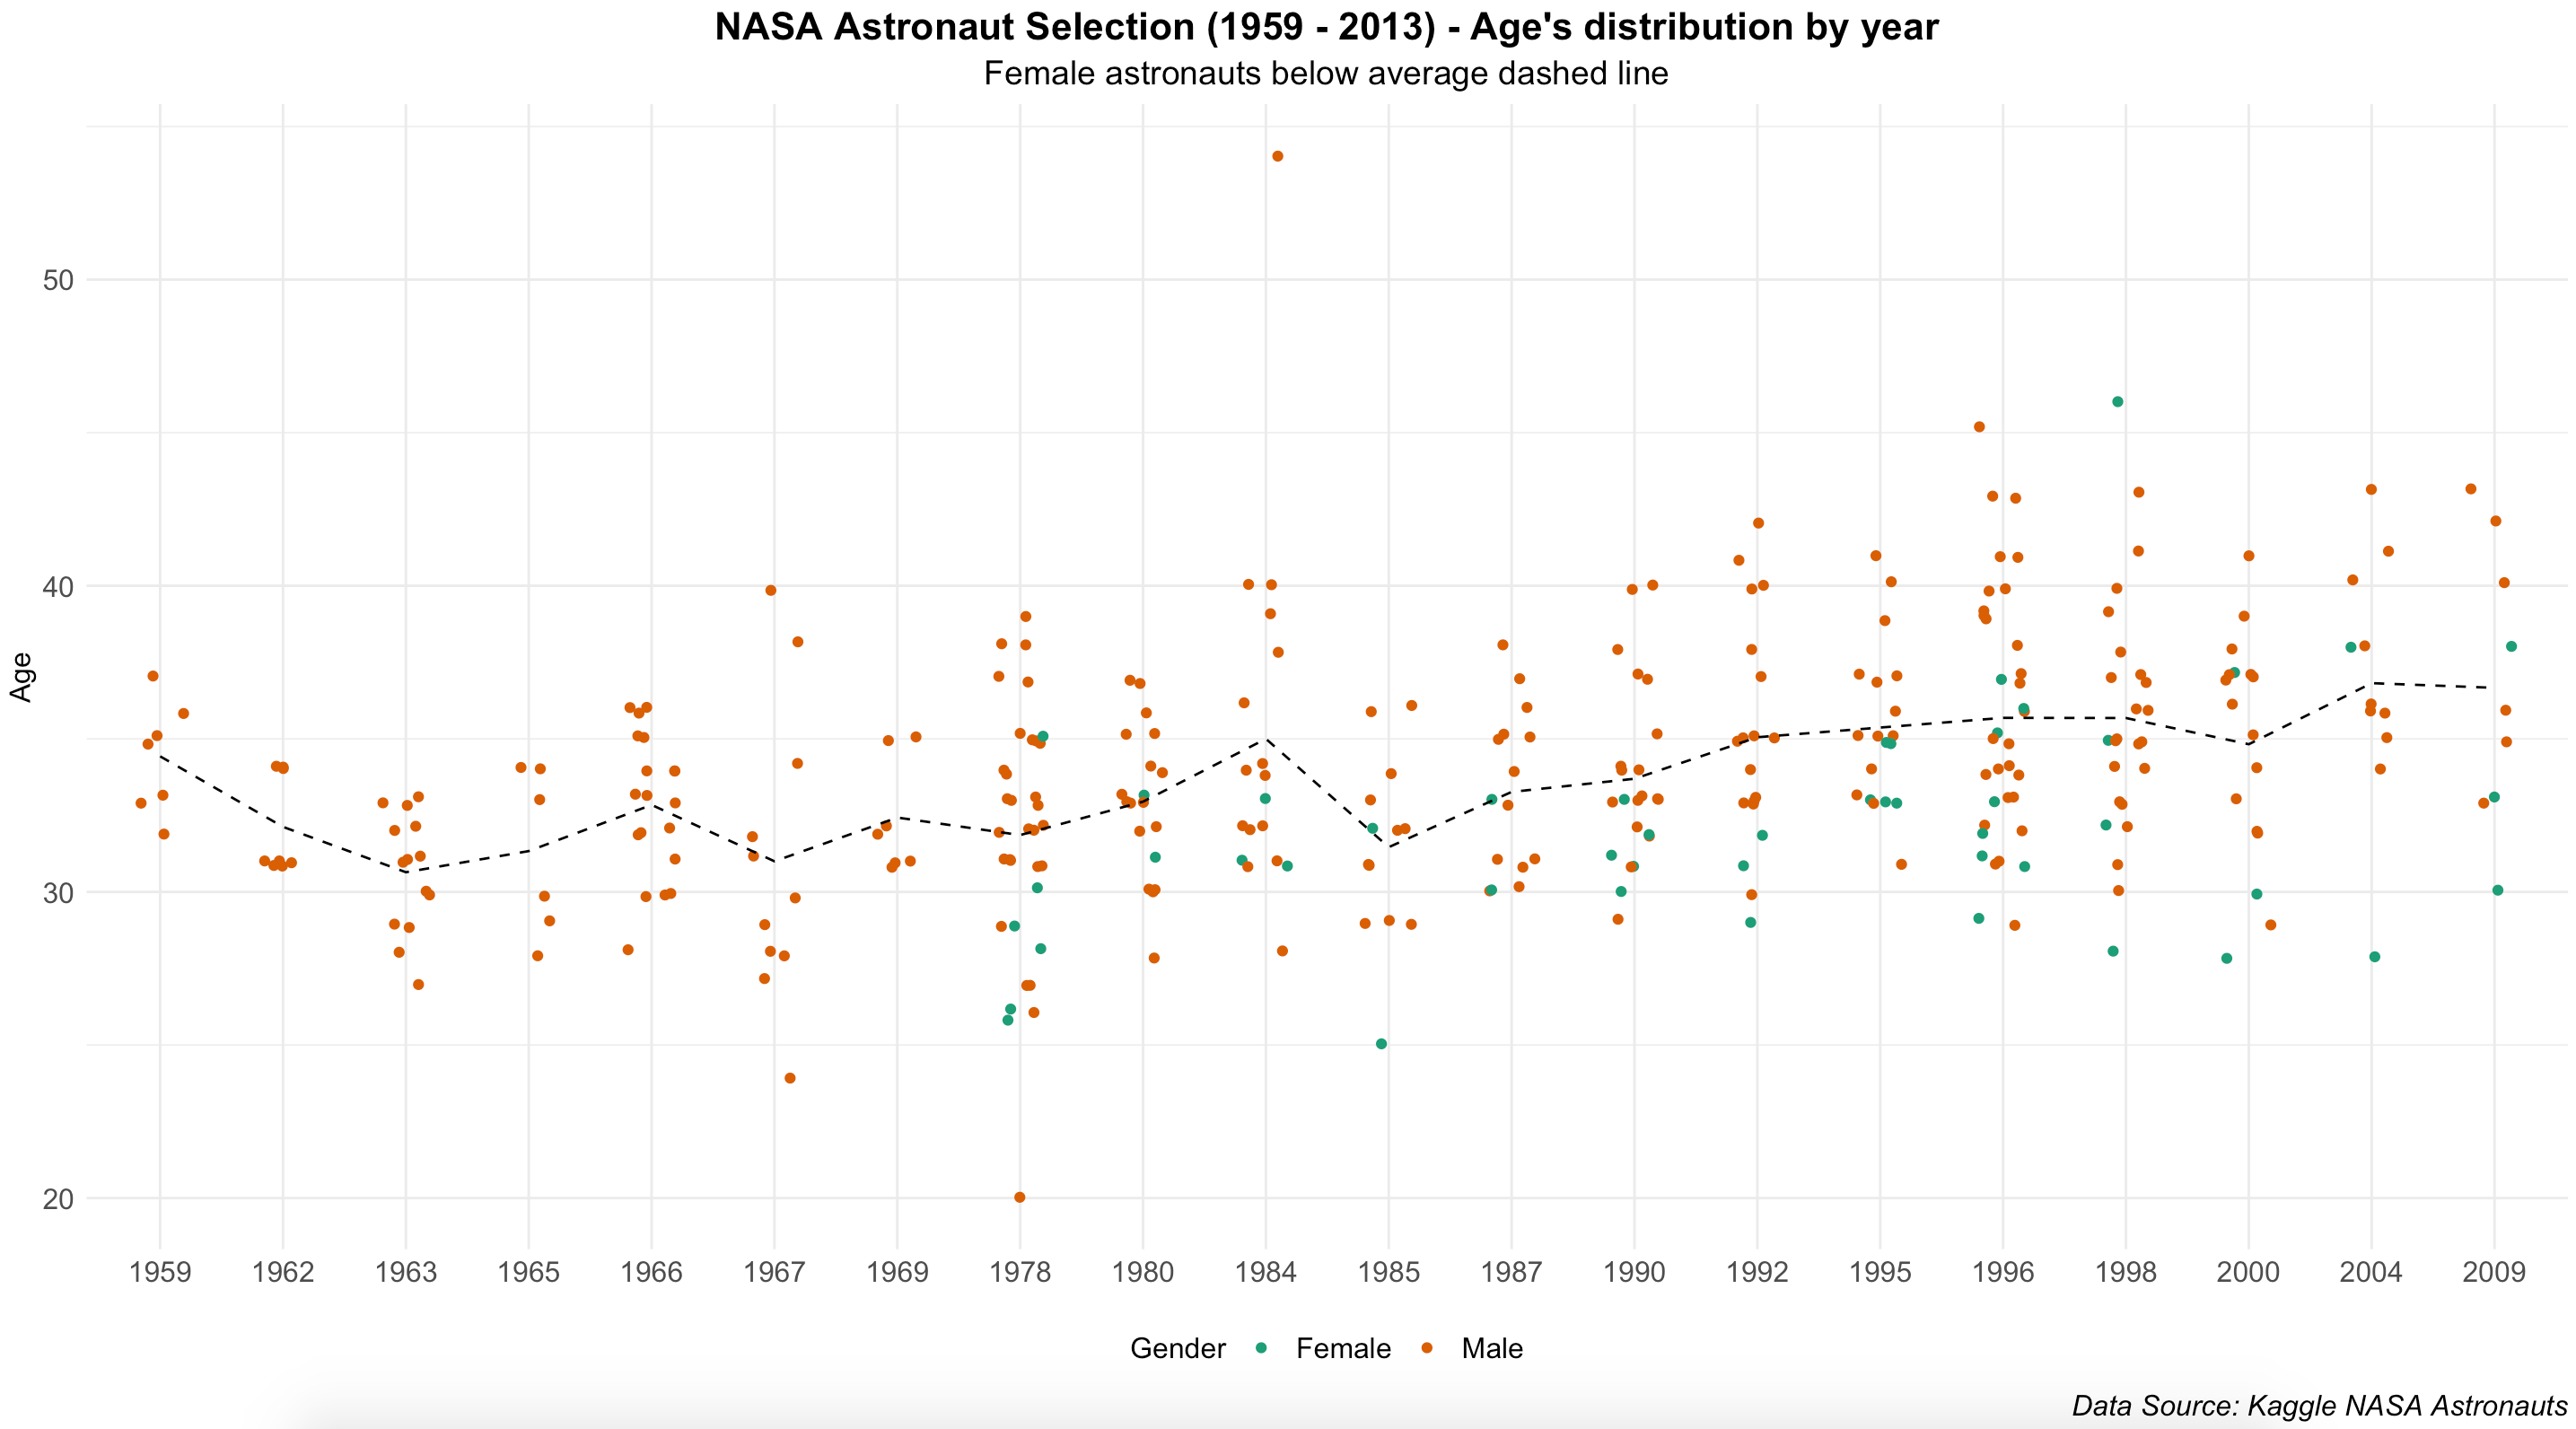 NASA Astronaut Selection (1959 - 2013) - Age's distribution by year
Female astronauts below average dashed line
Age
50
40
30
20
1959 1962 1963 1965 1966 1967 1969 1978 1980 1984 1985 1987 1990 1992 1995 1996 1998 2000 2004 2009
Gender Female Male
Data Source: Kaggle NASA Astronauts